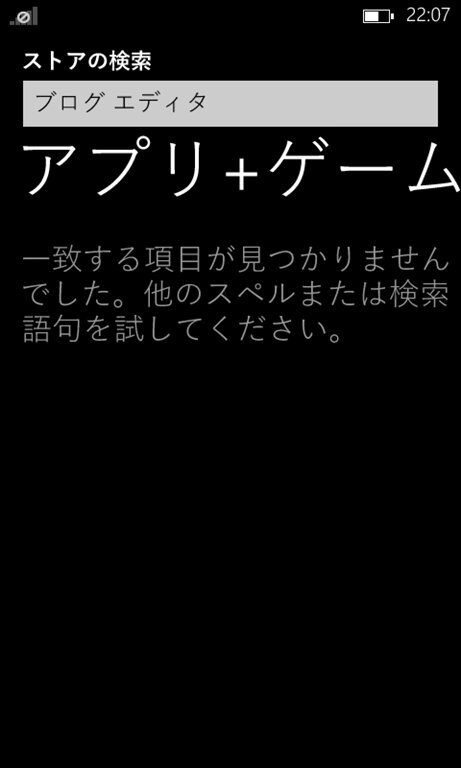 22:07
ストアの検索
ブログ エディタ
アプリ+ゲーム
一致する項目が見つかりません
でした。他のスペルまたは検索
語句を試してください。